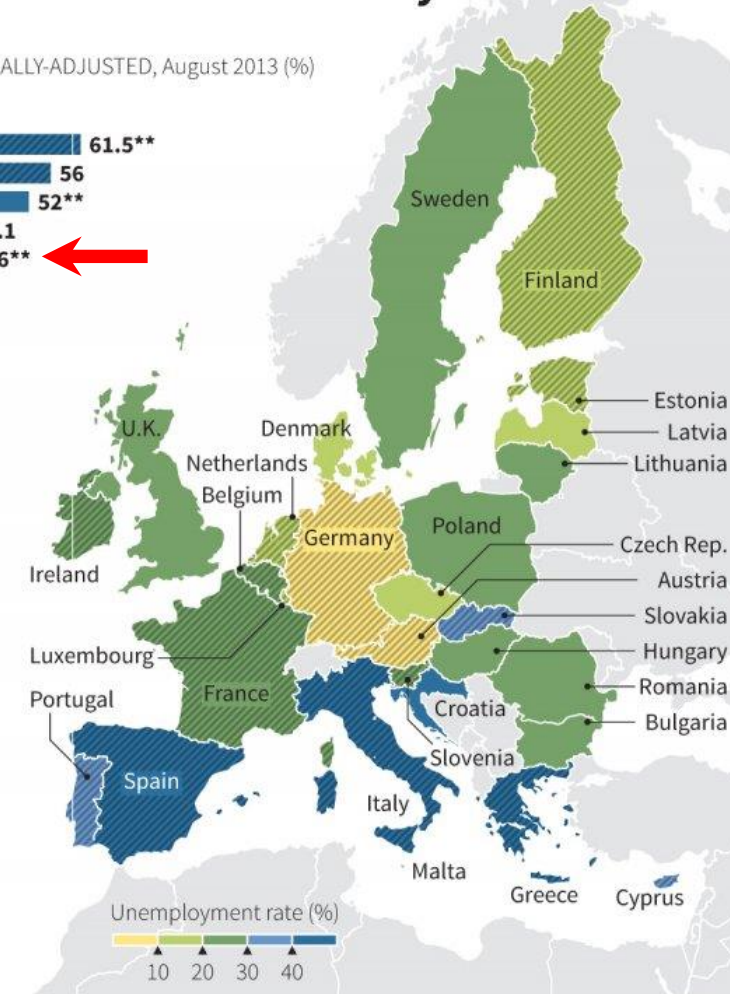 ALLY-ADJUSTED, August 2013 (%)
61.5**
56
52**
.1
6**
Sweden
Finland
Estonia
Latvia
Lithuania
U.K.
Denmark
Netherlands
Belgium
Germany
Poland
Ireland
Czech Rep.
Austria
Slovakia
Luxembourg
Hungary
France
Romania
Portugal
Croatia
Bulgaria
Slovenia
Spain
Italy
Malta
Greece
Cyprus
Unemployment rate (%)
10 20 30 40